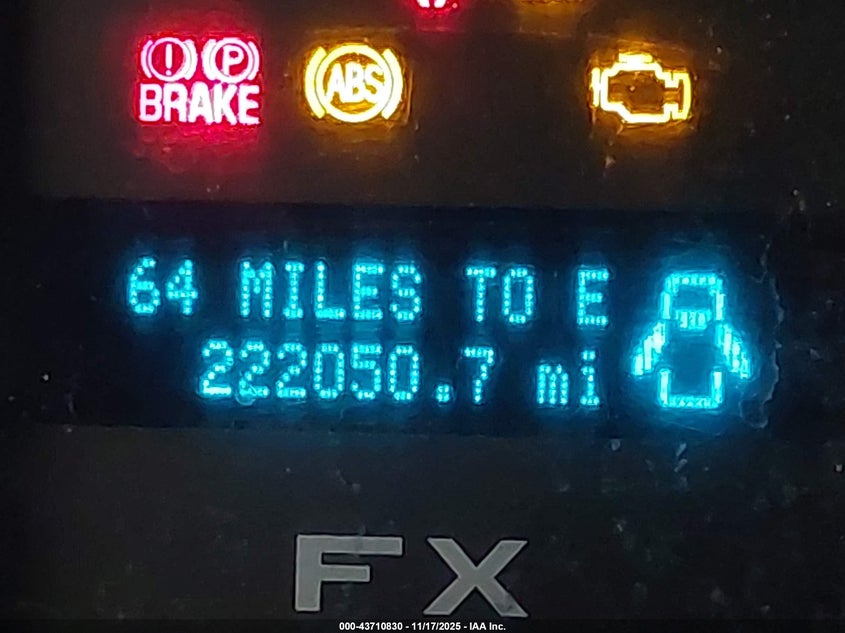 (!) (P)
BRAKE
ABS
64 MILES TO E
222050.7 mi
FX
000-43710830 - 11/17/2025 - IAA Inc.